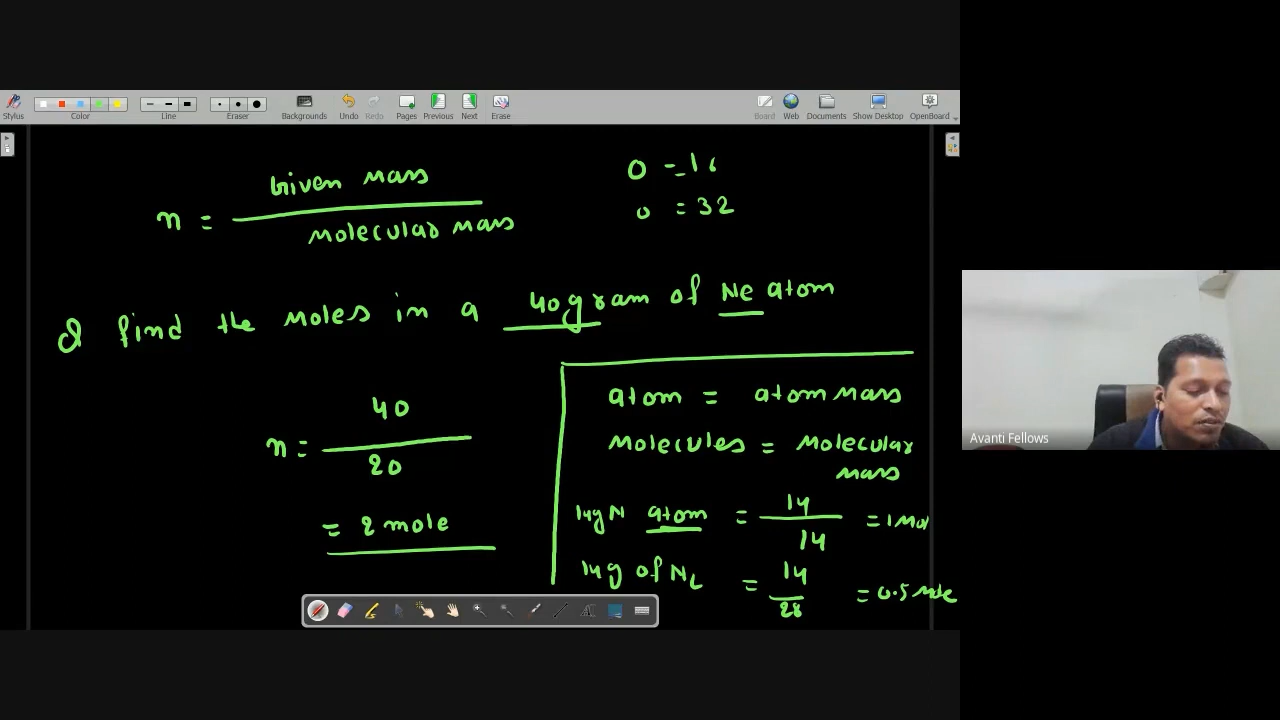 Stylus Color Line Eraser Backgrounds Undo Redo Pages Previous Next Erase Board Web Documents Show Desktop OpenBoard
n = Given mass / molecular mass
O = 16
O = 32
Q find the moles in a 40gram of Ne atom
n = 40 / 20
= 2 mole
atom = atom mass
molecules = molecular
mass
14g N atom = 14 / 14 = 1 Mol
14g of N2 = 14 / 28 = 0.5 mole
Avanti Fellows